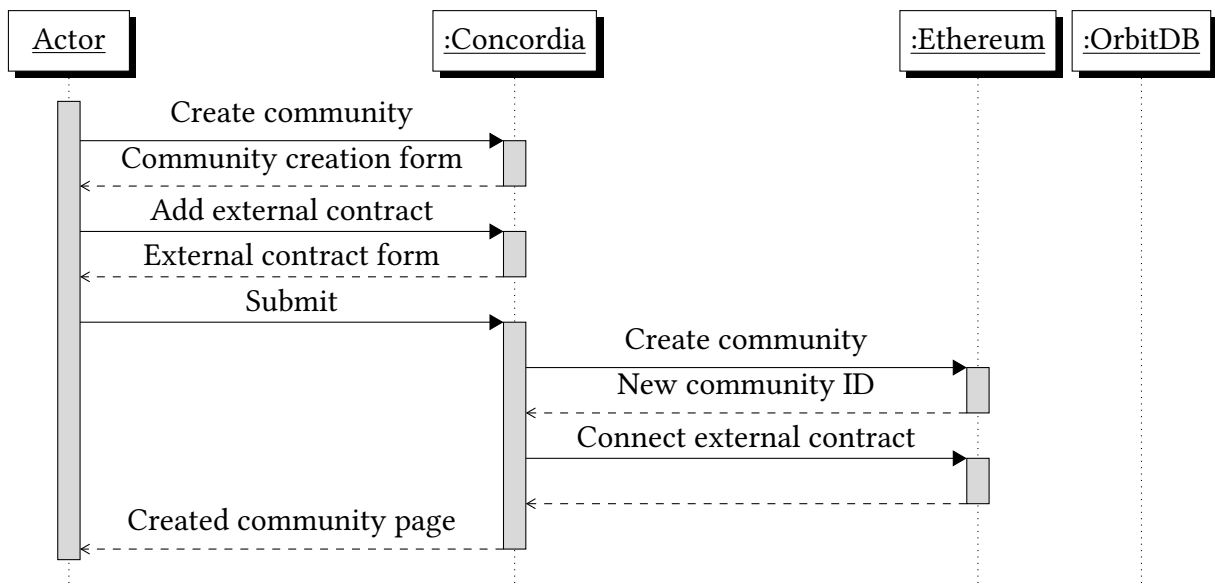 Actor
:Concordia
:Ethereum
:OrbitDB
Create community
Community creation form
Add external contract
External contract form
Submit
Create community
New community ID
Connect external contract
Created community page